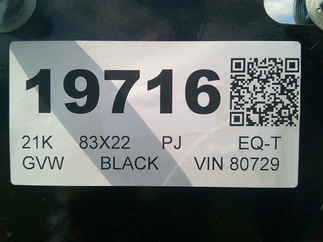 19716
21K 83X22 PJ EQ-T
GVW BLACK VIN 80729